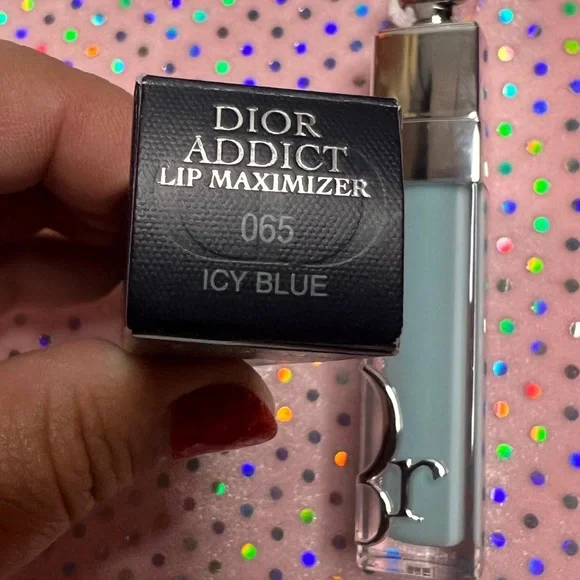 DIOR
ADDICT
LIP MAXIMIZER
065
ICY BLUE